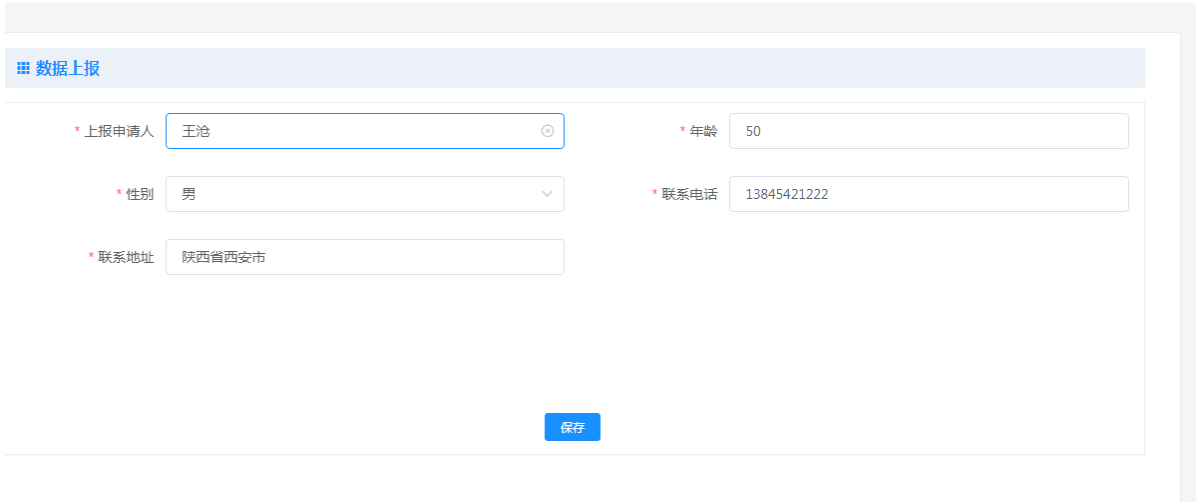 数据上报
* 上报申请人 王沧 * 年龄 50
* 性别 男 * 联系电话 13845421222
* 联系地址 陕西省西安市
保存